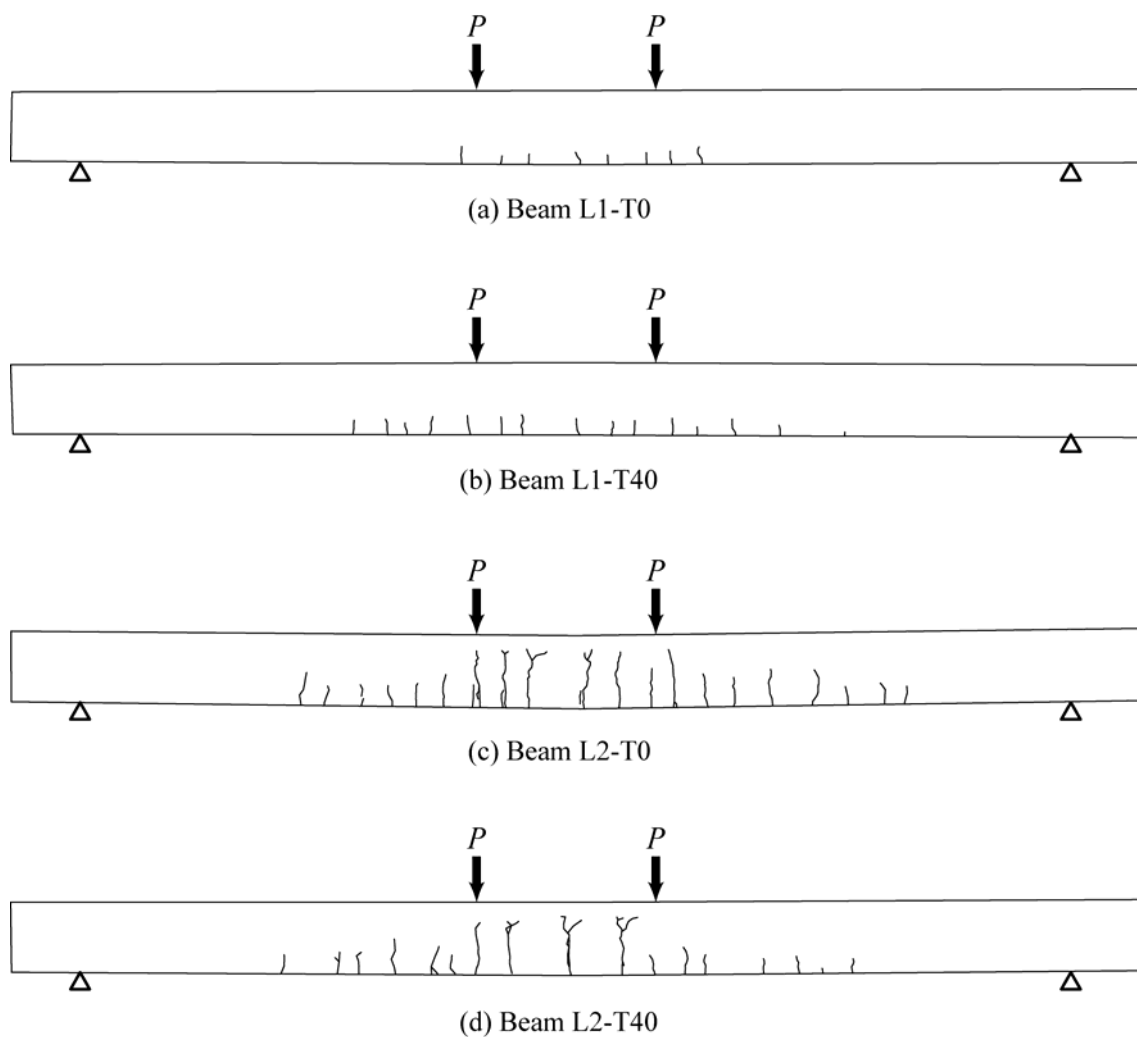 P P
(a) Beam L1-T0
P P
(b) Beam L1-T40
P P
(c) Beam L2-T0
P P
(d) Beam L2-T40